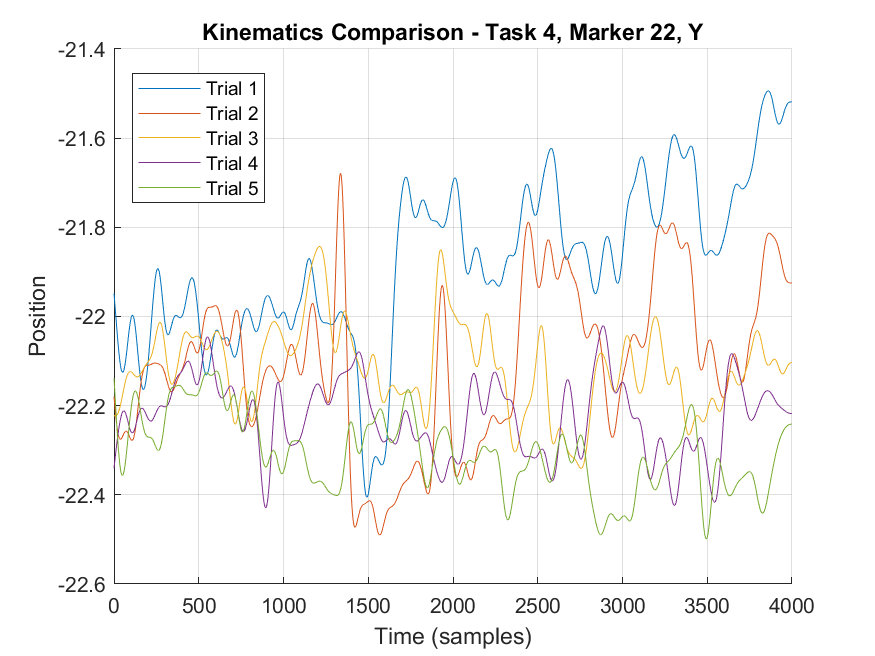 Kinematics Comparison - Task 4, Marker 22, Y
-21.4
-21.6
-21.8
-22
-22.2
-22.4
-22.6
Position
Trial 1
Trial 2
Trial 3
Trial 4
Trial 5
0 500 1000 1500 2000 2500 3000 3500 4000
Time (samples)